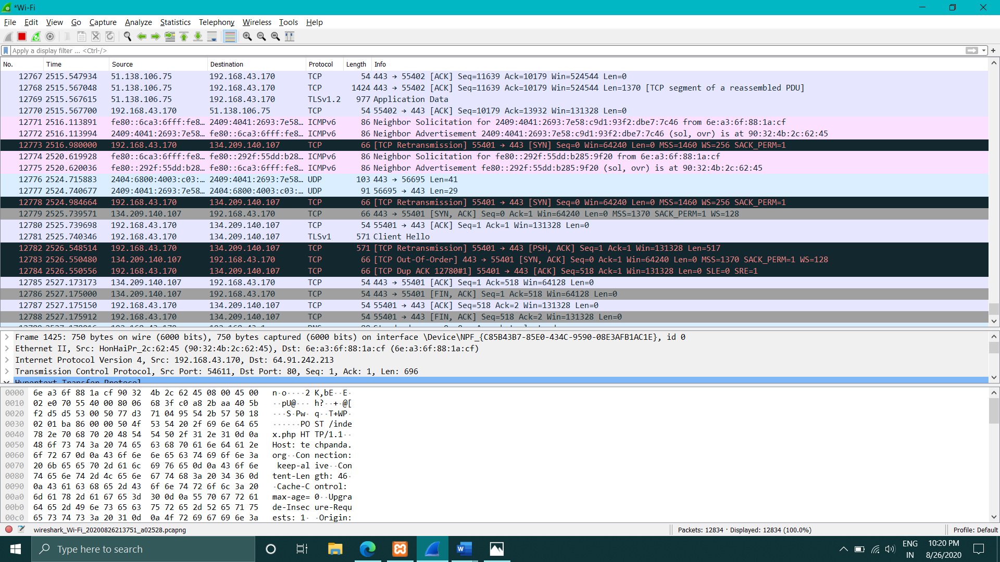 *Wi-Fi
File Edit View Go Capture Analyze Statistics Telephony Wireless Tools Help
Apply a display filter ... <Ctrl-/>
No. Time Source Destination Protocol Length Info
12767 2515.547934 51.138.106.75 192.168.43.170 TCP 54 443 → 55402 [ACK] Seq=11639 Ack=10179 Win=524544 Len=0
12768 2515.567048 51.138.106.75 192.168.43.170 TCP 1424 443 → 55402 [ACK] Seq=11639 Ack=10179 Win=524544 Len=1370 [TCP segment of a reassembled PDU]
12769 2515.567615 51.138.106.75 192.168.43.170 TLSv1.2 977 Application Data
12770 2515.567700 192.168.43.170 51.138.106.75 TCP 54 55402 → 443 [ACK] Seq=10179 Ack=13932 Win=131328 Len=0
12771 2516.113891 fe80::6ca3:6fff:fe8… 2409:4041:2693:7e58… ICMPv6 86 Neighbor Solicitation for 2409:4041:2693:7e58:c9d1:93f2:dbe7:7c46 from 6e:a3:6f:88:1a:cf
12772 2516.113994 2409:4041:2693:7e58… fe80::6ca3:6fff:fe8… ICMPv6 86 Neighbor Advertisement 2409:4041:2693:7e58:c9d1:93f2:dbe7:7c46 (sol, ovr) is at 90:32:4b:2c:62:45
12773 2516.980000 192.168.43.170 134.209.140.107 TCP 66 [TCP Retransmission] 55401 → 443 [SYN] Seq=0 Win=64240 Len=0 MSS=1460 WS=256 SACK_PERM=1
12774 2520.619928 fe80::6ca3:6fff:fe8… fe80::292f:55dd:b28… ICMPv6 86 Neighbor Solicitation for fe80::292f:55dd:b285:9f20 from 6e:a3:6f:88:1a:cf
12775 2520.620036 fe80::292f:55dd:b28… fe80::6ca3:6fff:fe8… ICMPv6 86 Neighbor Advertisement fe80::292f:55dd:b285:9f20 (sol, ovr) is at 90:32:4b:2c:62:45
12776 2524.715883 2404:6800:4003:c03:… 2409:4041:2693:7e58… UDP 103 443 → 56695 Len=41
12777 2524.740677 2409:4041:2693:7e58… 2404:6800:4003:c03:… UDP 91 56695 → 443 Len=29
12778 2524.984664 192.168.43.170 134.209.140.107 TCP 66 [TCP Retransmission] 55401 → 443 [SYN] Seq=0 Win=64240 Len=0 MSS=1460 WS=256 SACK_PERM=1
12779 2525.739571 134.209.140.107 192.168.43.170 TCP 66 443 → 55401 [SYN, ACK] Seq=0 Ack=1 Win=64240 Len=0 MSS=1370 SACK_PERM=1 WS=128
12780 2525.739698 192.168.43.170 134.209.140.107 TCP 54 55401 → 443 [ACK] Seq=1 Ack=1 Win=131328 Len=0
12781 2525.740346 192.168.43.170 134.209.140.107 TLSv1 571 Client Hello
12782 2526.548514 192.168.43.170 134.209.140.107 TCP 571 [TCP Retransmission] 55401 → 443 [PSH, ACK] Seq=1 Ack=1 Win=131328 Len=517
12783 2526.550480 134.209.140.107 192.168.43.170 TCP 66 [TCP Out-Of-Order] 443 → 55401 [SYN, ACK] Seq=0 Ack=1 Win=64240 Len=0 MSS=1370 SACK_PERM=1 WS=128
12784 2526.550556 192.168.43.170 134.209.140.107 TCP 66 [TCP Dup ACK 12780#1] 55401 → 443 [ACK] Seq=518 Ack=1 Win=131328 Len=0 SLE=0 SRE=1
12785 2527.173173 134.209.140.107 192.168.43.170 TCP 54 443 → 55401 [ACK] Seq=1 Ack=518 Win=64128 Len=0
12786 2527.175000 134.209.140.107 192.168.43.170 TCP 54 443 → 55401 [FIN, ACK] Seq=1 Ack=518 Win=64128 Len=0
12787 2527.175150 192.168.43.170 134.209.140.107 TCP 54 55401 → 443 [ACK] Seq=518 Ack=2 Win=131328 Len=0
12788 2527.175912 192.168.43.170 134.209.140.107 TCP 54 55401 → 443 [FIN, ACK] Seq=518 Ack=2 Win=131328 Len=0
Frame 1425: 750 bytes on wire (6000 bits), 750 bytes captured (6000 bits) on interface \Device\NPF_{C85B43B7-85E0-434C-9590-08E3AFB1AC1E}, id 0
Ethernet II, Src: HonHaiPr_2c:62:45 (90:32:4b:2c:62:45), Dst: 6e:a3:6f:88:1a:cf (6e:a3:6f:88:1a:cf)
Internet Protocol Version 4, Src: 192.168.43.170, Dst: 64.91.242.213
Transmission Control Protocol, Src Port: 54611, Dst Port: 80, Seq: 1, Ack: 1, Len: 696
Hypertext Transfer Protocol
0000 6e a3 6f 88 1a cf 90 32 4b 2c 62 45 08 00 45 00 n·o····2 K,bE··E·
0010 02 e0 70 55 40 00 80 06 68 3f c0 a8 2b aa 40 5b ··pU@··· h?··+·@[
0020 f2 d5 d5 53 00 50 77 d3 71 04 95 54 2b 57 50 18 ···S·Pw· q··T+WP·
0030 02 01 ba 86 00 00 50 4f 53 54 20 2f 69 6e 64 65 ······PO ST /inde
0040 78 2e 70 68 70 20 48 54 54 50 2f 31 2e 31 0d 0a x.php HT TP/1.1··
0050 48 6f 73 74 3a 20 74 65 63 68 70 61 6e 64 61 2e Host: te chpanda.
0060 6f 72 67 0d 0a 43 6f 6e 6e 65 63 74 69 6f 6e 3a org··Con nection:
0070 20 6b 65 65 70 2d 61 6c 69 76 65 0d 0a 43 6f 6e keep-al ive··Con
0080 74 65 6e 74 2d 4c 65 6e 67 74 68 3a 20 34 36 0d tent-Len gth: 46·
0090 0a 43 61 63 68 65 2d 43 6f 6e 74 72 6f 6c 3a 20 ·Cache-C ontrol:
00a0 6d 61 78 2d 61 67 65 3d 30 0d 0a 55 70 67 72 61 max-age= 0··Upgra
00b0 64 65 2d 49 6e 73 65 63 75 72 65 2d 52 65 71 75 de-Insec ure-Requ
00c0 65 73 74 73 3a 20 31 0d 0a 4f 72 69 67 69 6e 3a ests: 1· ·Origin:
wireshark_Wi-Fi_20200826213751_a02528.pcapng Packets: 12834 · Displayed: 12834 (100.0%) Profile: Default
Type here to search
ENG
IN
10:20 PM
8/26/2020